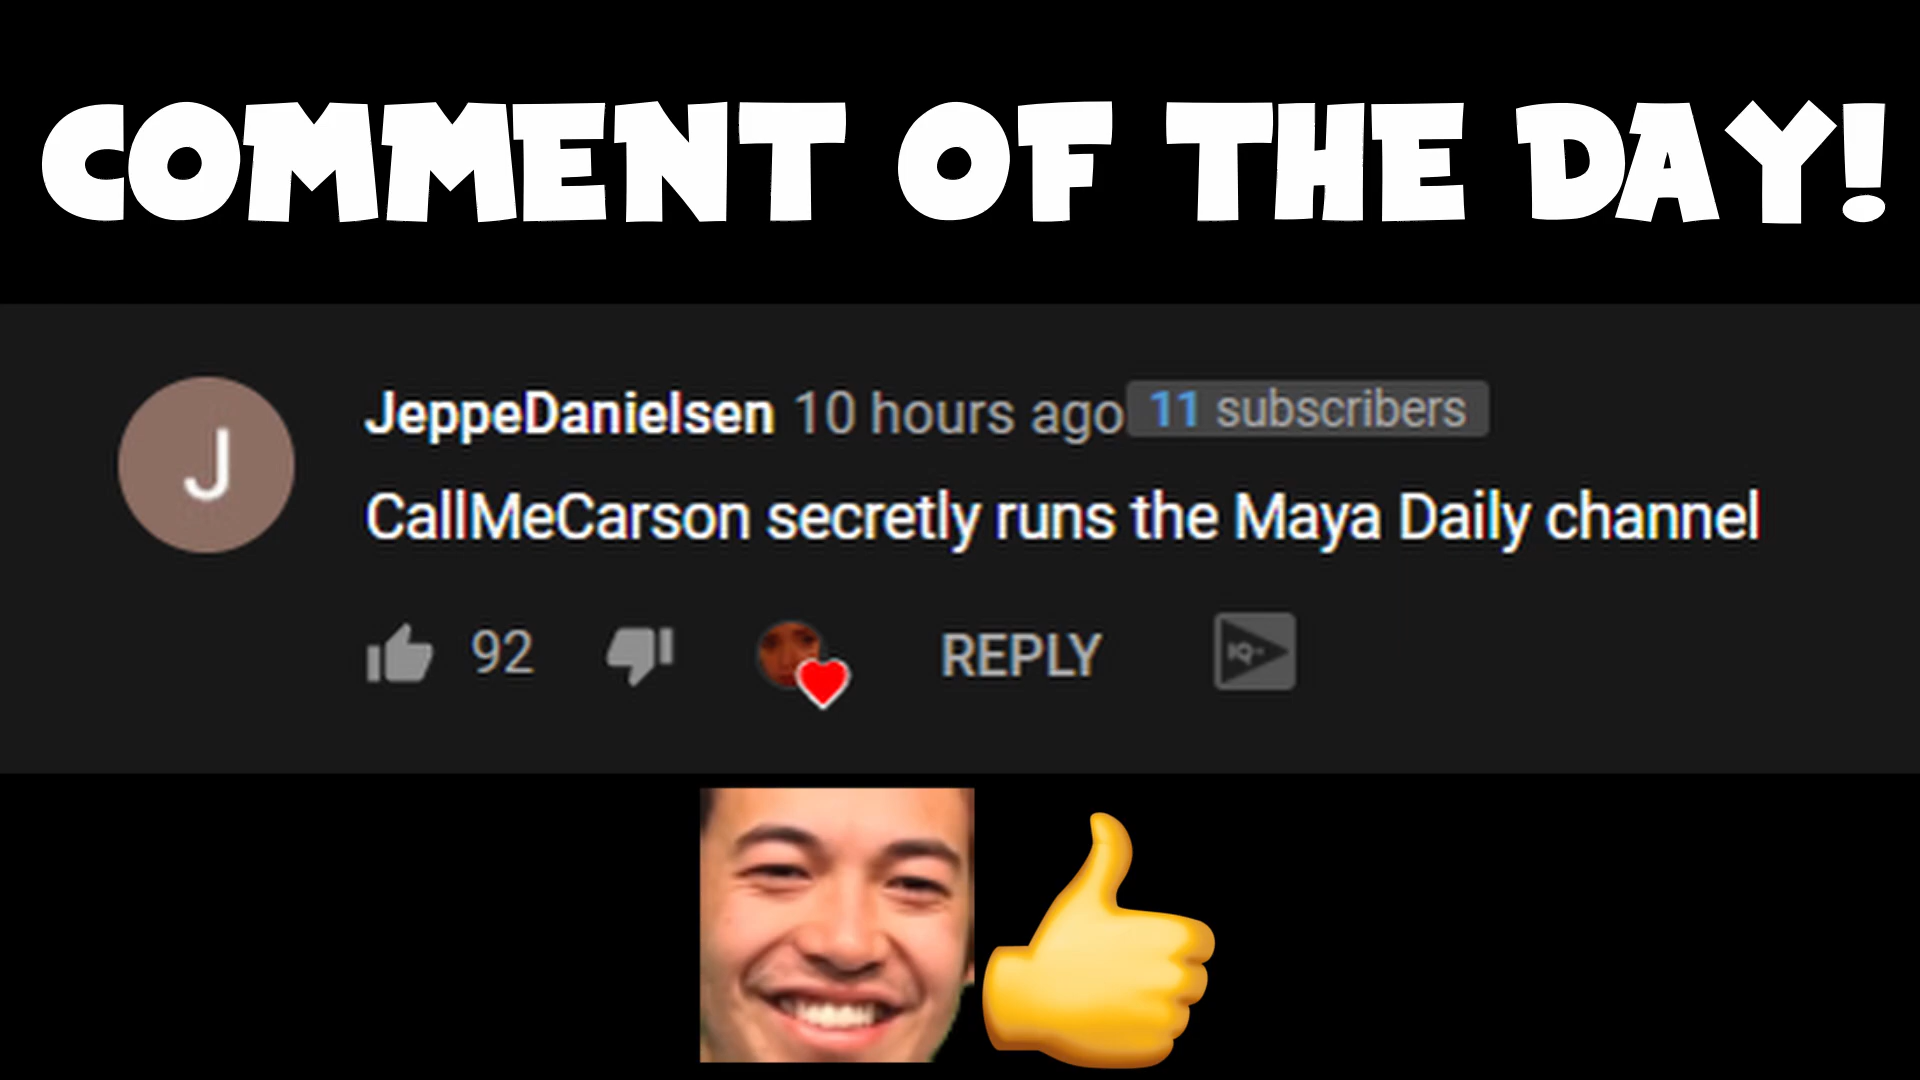 COMMENT OF THE DAY!
J
JeppeDanielsen 10 hours ago 11 subscribers
CallMeCarson secretly runs the Maya Daily channel
92 REPLY IQ